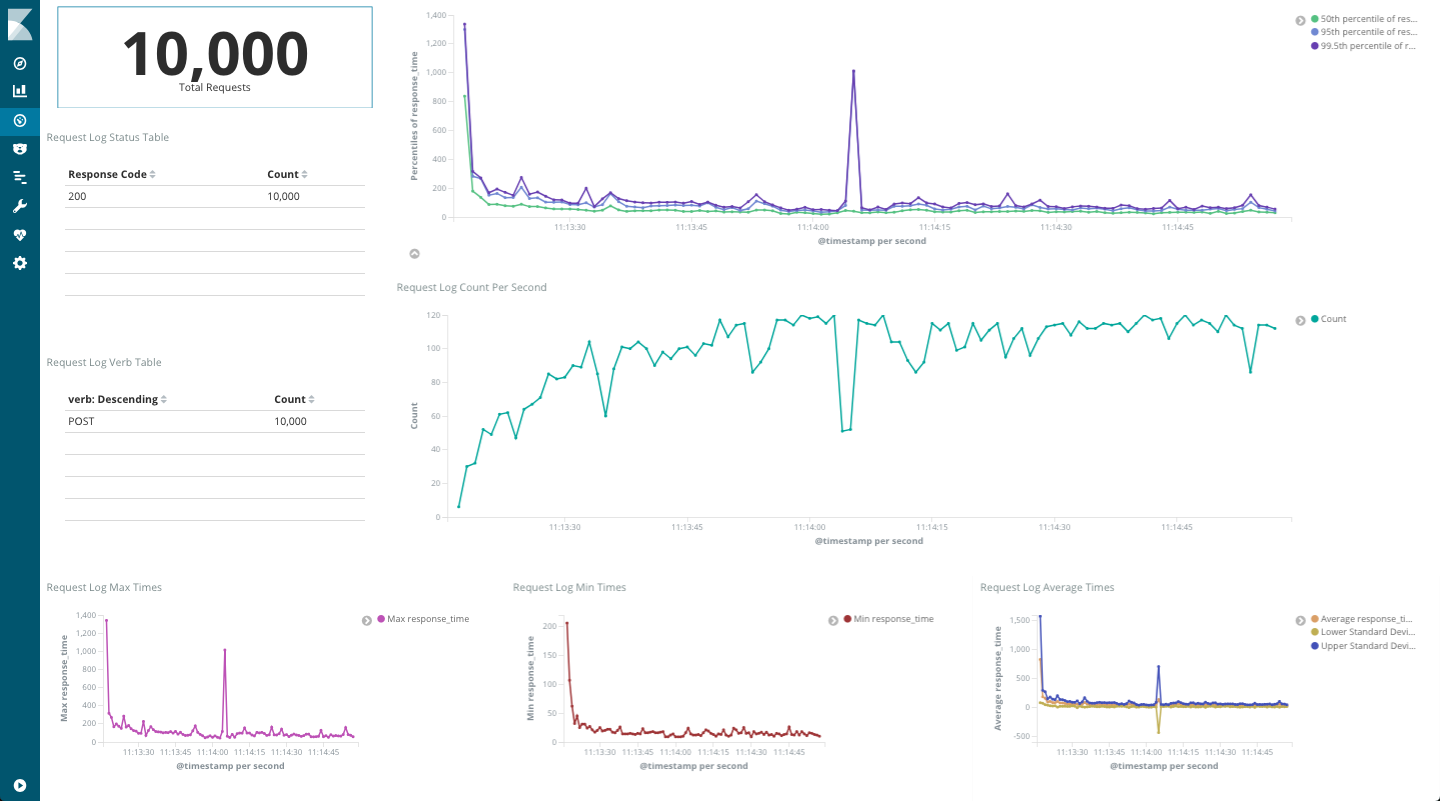 10,000
Total Requests
Request Log Status Table
Response Code Count
200 10,000
Request Log Verb Table
verb: Descending Count
POST 10,000
1,400
1,200
1,000
800
600
400
200
0
Percentiles of response_time
11:13:30 11:13:45 11:14:00 11:14:15 11:14:30 11:14:45
@timestamp per second
50th percentile of res...
95th percentile of res...
99.5th percentile of r...
Request Log Count Per Second
120
100
80
60
40
20
0
Count
11:13:30 11:13:45 11:14:00 11:14:15 11:14:30 11:14:45
@timestamp per second
Count
Request Log Max Times
1,400
1,200
1,000
800
600
400
200
0
Max response_time
11:13:30 11:13:45 11:14:00 11:14:15 11:14:30 11:14:45
@timestamp per second
Max response_time
Request Log Min Times
200
150
100
50
0
Min response_time
11:13:30 11:13:45 11:14:00 11:14:15 11:14:30 11:14:45
@timestamp per second
Min response_time
Request Log Average Times
1,500
1,000
500
0
-500
Average response_time
11:13:30 11:13:45 11:14:00 11:14:15 11:14:30 11:14:45
@timestamp per second
Average response_ti...
Lower Standard Devi...
Upper Standard Devi...